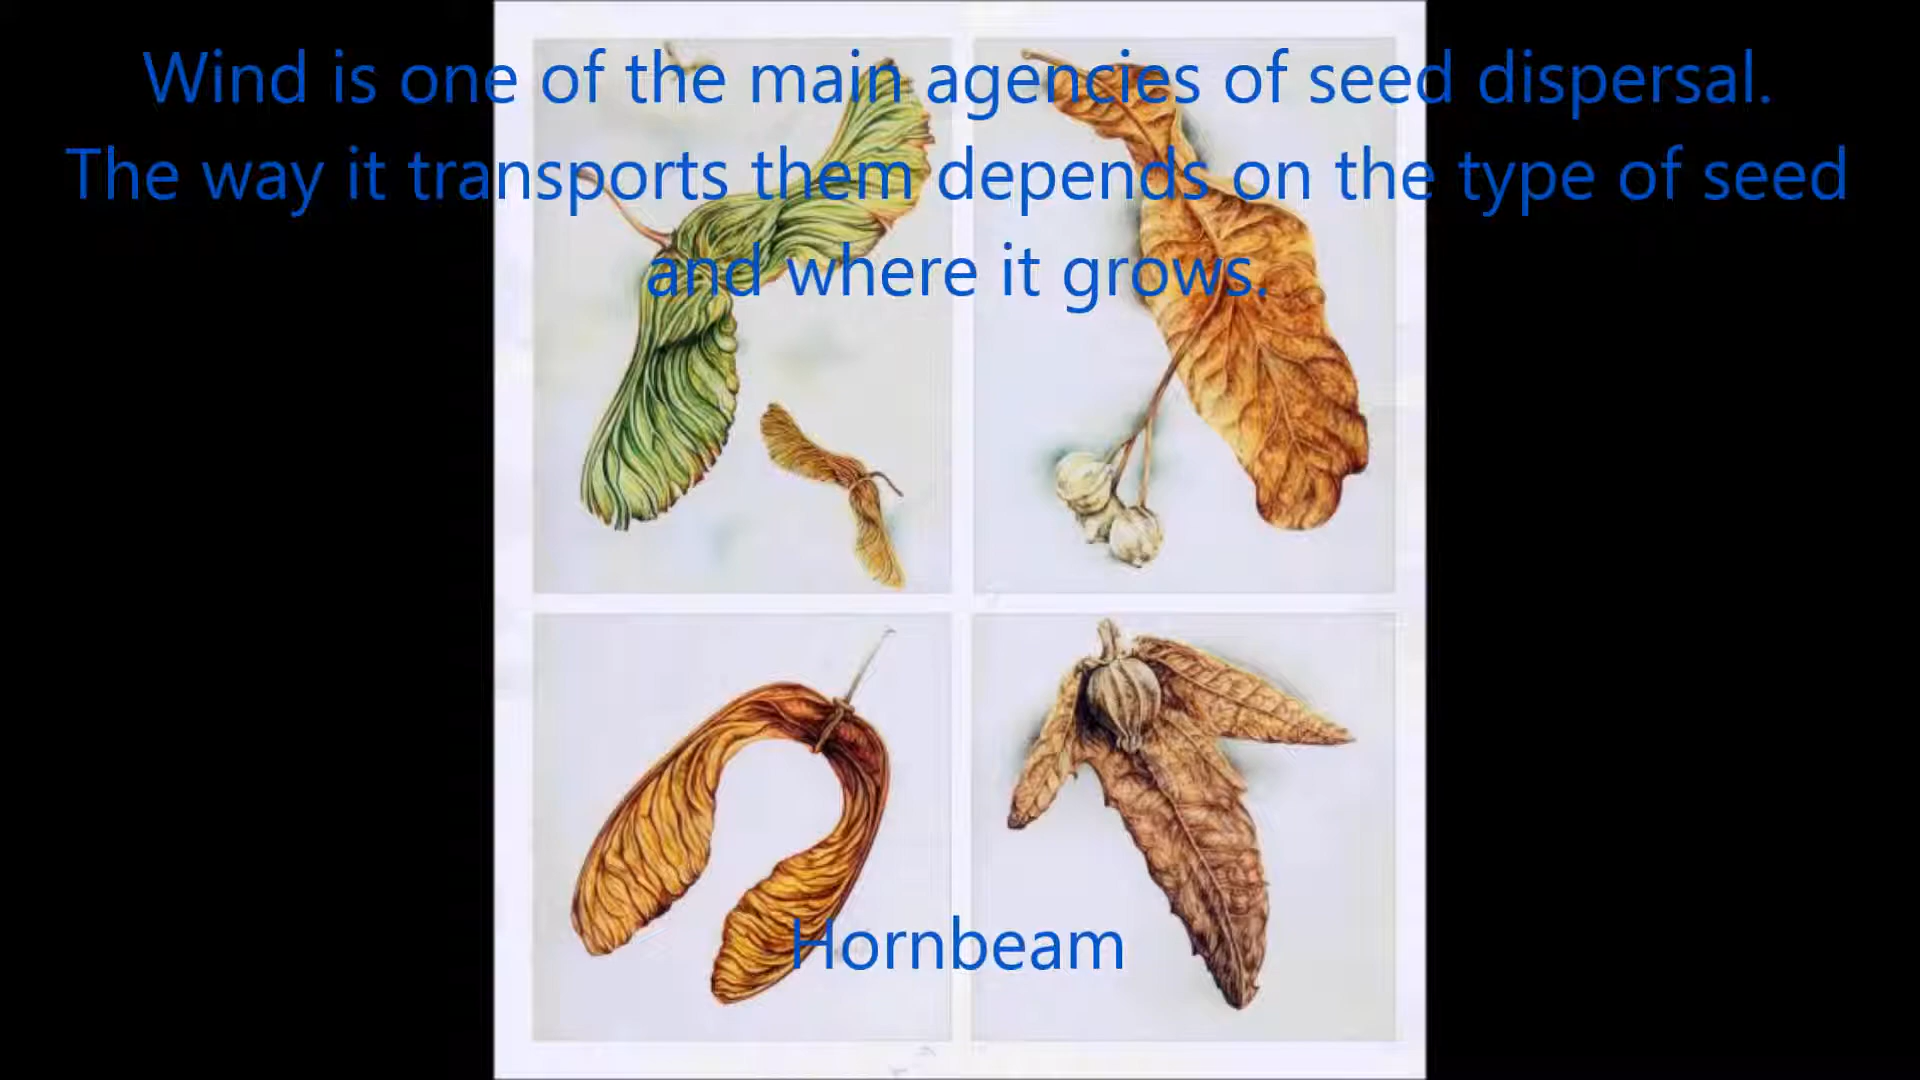 Wind is one of the main agencies of seed dispersal.
The way it transports them depends on the type of seed
and where it grows.
Hornbeam